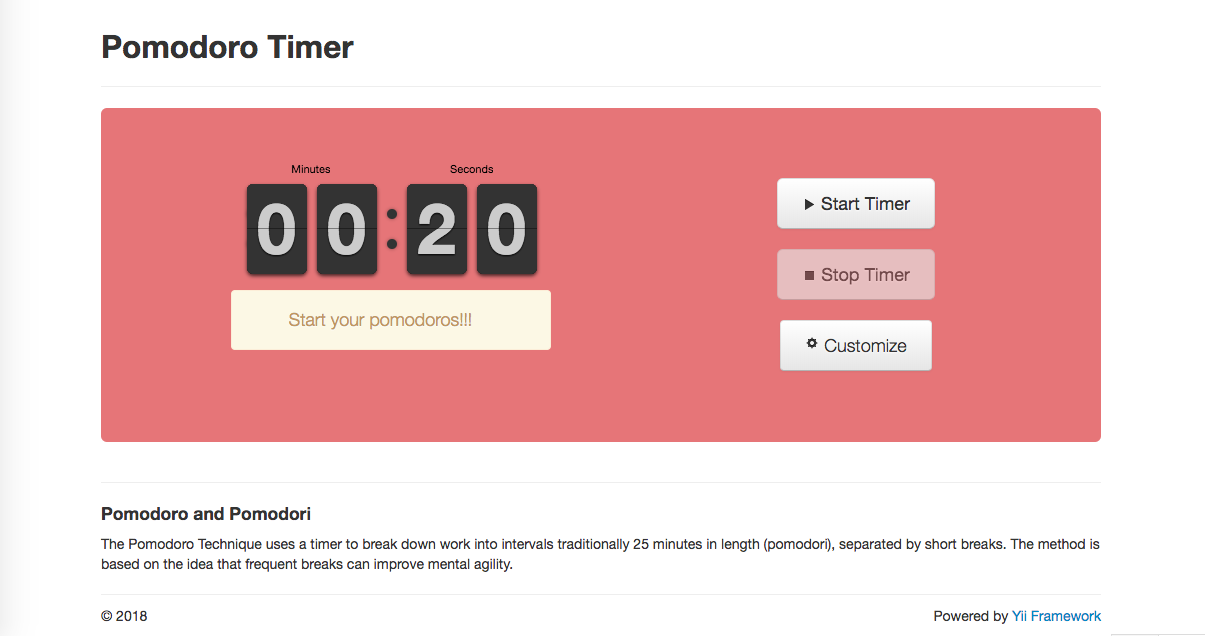 Pomodoro Timer
Minutes
Seconds
00:20
Start your pomodoros!!!
Start Timer
Stop Timer
Customize
Pomodoro and Pomodori
The Pomodoro Technique uses a timer to break down work into intervals traditionally 25 minutes in length (pomodori), separated by short breaks. The method is
based on the idea that frequent breaks can improve mental agility.
© 2018
Powered by Yii Framework